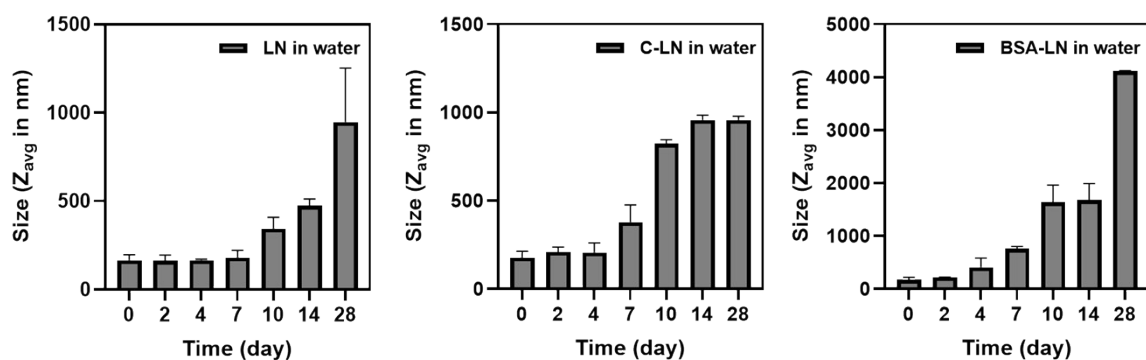 1500
1000
500
0
Size (Zavg in nm)
LN in water
0 2 4 7 10 14 28
Time (day)
1500
1000
500
0
Size (Zavg in nm)
C-LN in water
0 2 4 7 10 14 28
Time (day)
5000
4000
3000
2000
1000
0
Size (Zavg in nm)
BSA-LN in water
0 2 4 7 10 14 28
Time (day)